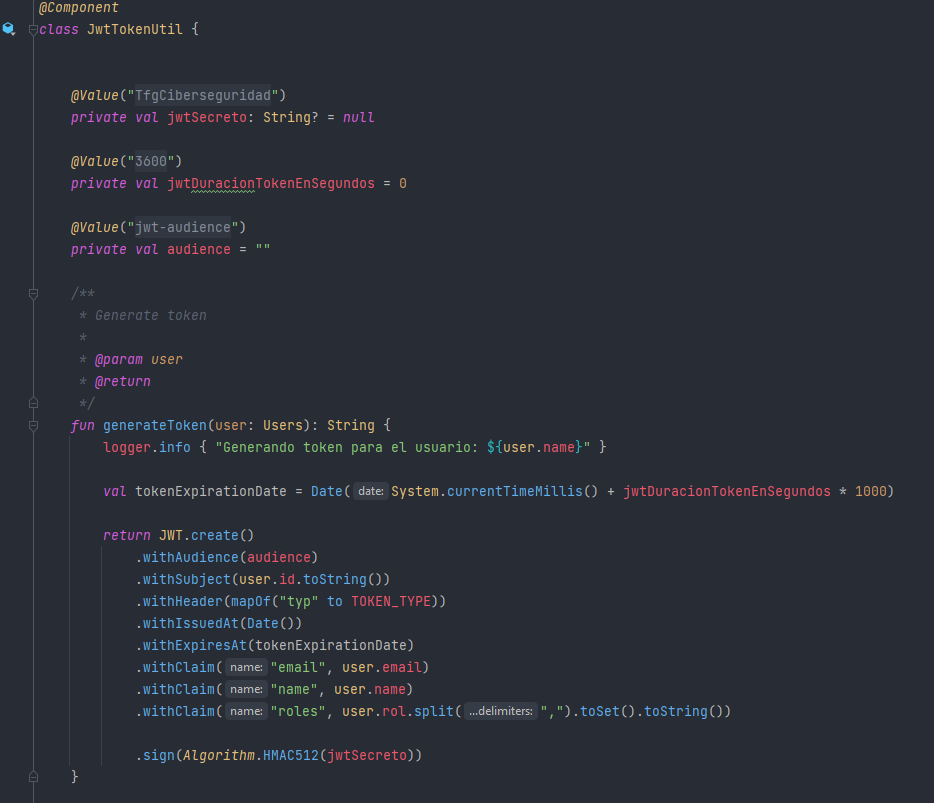 @Component
class JwtTokenUtil {
@Value("TfgCiberseguridad")
private val jwtSecreto: String? = null
@Value("3600")
private val jwtDuracionTokenEnSegundos = 0
@Value("jwt-audience")
private val audience = ""
/**
* Generate token
*
* @param user
* @return
*/
fun generateToken(user: Users): String {
logger.info { "Generando token para el usuario: ${user.name}" }
val tokenExpirationDate = Date( date: System.currentTimeMillis() + jwtDuracionTokenEnSegundos * 1000)
return JWT.create()
.withAudience(audience)
.withSubject(user.id.toString())
.withHeader(mapOf("typ" to TOKEN_TYPE))
.withIssuedAt(Date())
.withExpiresAt(tokenExpirationDate)
.withClaim( name: "email", user.email)
.withClaim( name: "name", user.name)
.withClaim( name: "roles", user.rol.split( ...delimiters: ",").toSet().toString())
.sign(Algorithm.HMAC512(jwtSecreto))
}